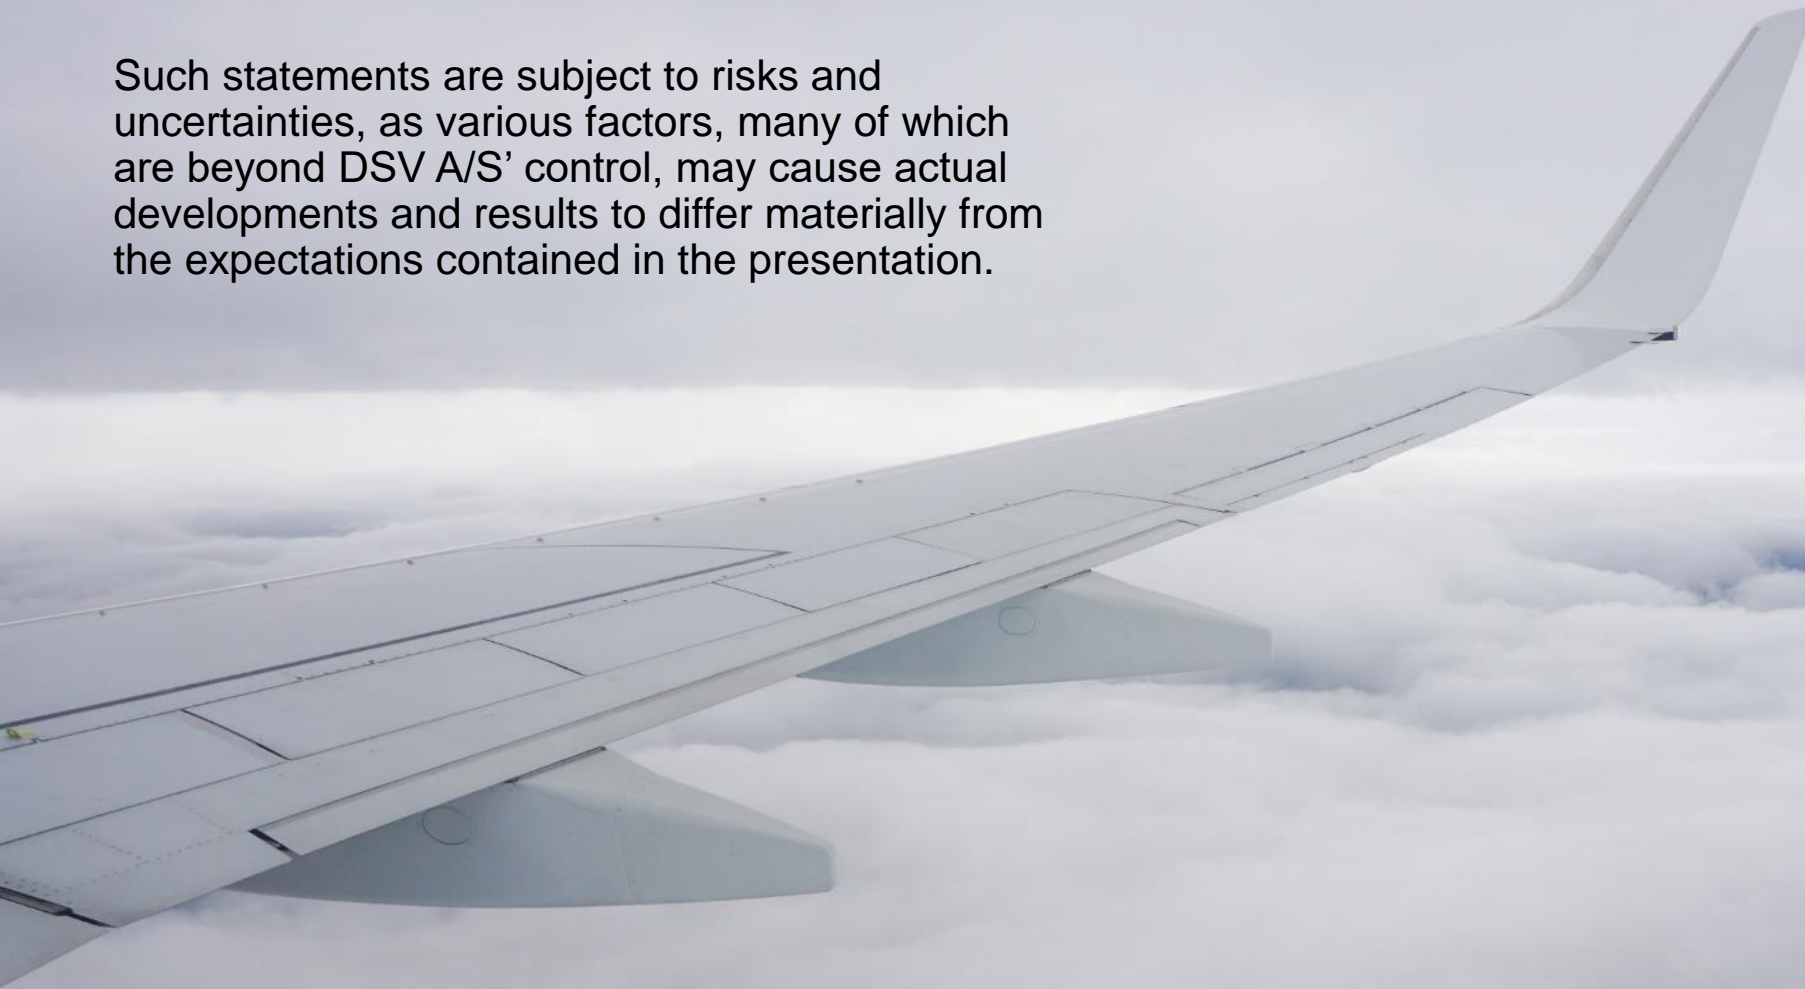 Such statements are subject to risks and
uncertainties, as various factors, many of which
are beyond DSV A/S’ control, may cause actual
developments and results to differ materially from
the expectations contained in the presentation.